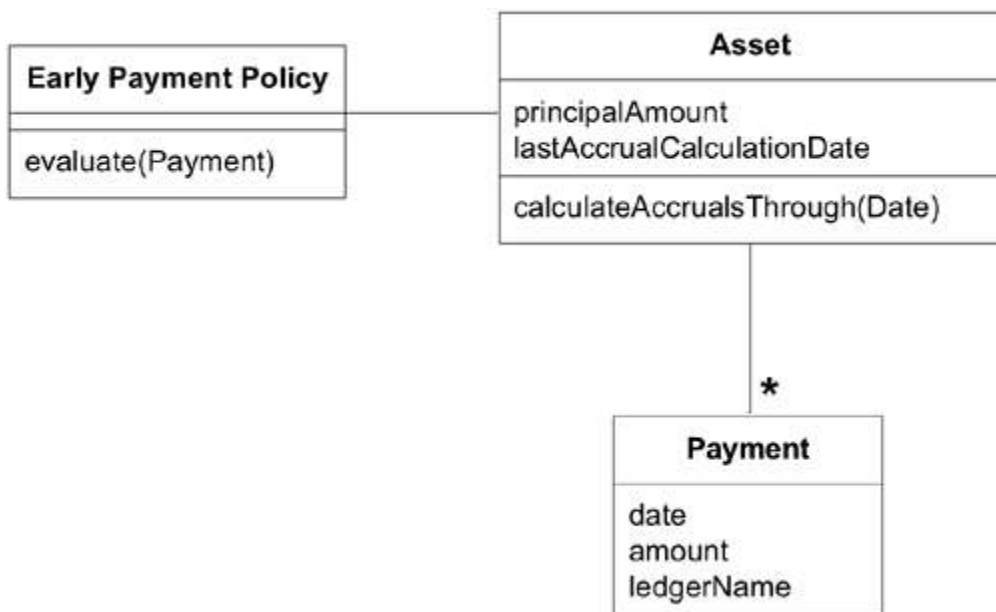 Early Payment Policy
evaluate(Payment)
Asset
principalAmount
lastAccrualCalculationDate
calculateAccrualsThrough(Date)
*
Payment
date
amount
ledgerName